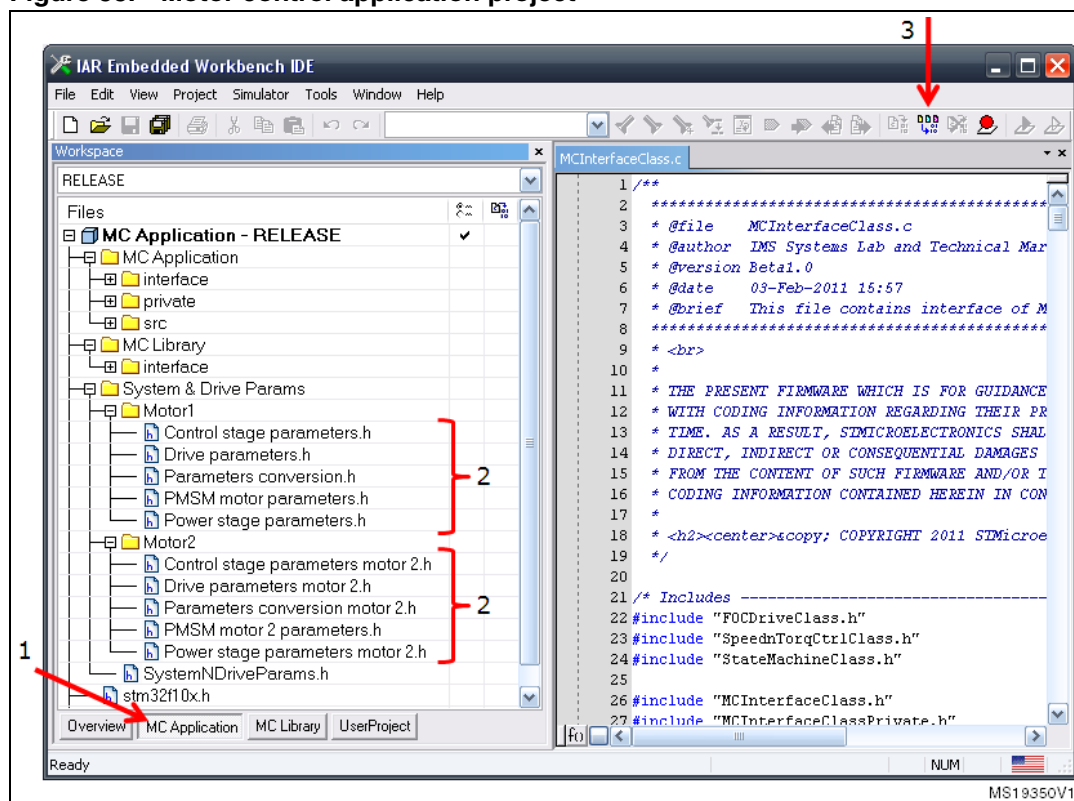 Figure 53. Motor control application project
3
IAR Embedded Workbench IDE
File Edit View Project Simulator Tools Window Help
Workspace
MCInterfaceClass.c
RELEASE
Files
MC Application - RELEASE
MC Application
interface
private
src
MC Library
interface
System & Drive Params
Motor1
Control stage parameters.h
Drive parameters.h
Parameters conversion.h
2
PMSM motor parameters.h
Power stage parameters.h
Motor2
Control stage parameters motor 2.h
Drive parameters motor 2.h
Parameters conversion motor 2.h
2
PMSM motor 2 parameters.h
Power stage parameters motor 2.h
1
SystemNDriveParams.h
stm32f10x.h
Overview MC Application MC Library UserProject
1 /**
2 **********************************************
3 * @file MCInterfaceClass.c
4 * @author IMS Systems Lab and Technical Mar
5 * @version Beta1.0
6 * @date 03-Feb-2011 15:57
7 * @brief This file contains interface of M
8 **********************************************
9 * <br>
10 *
11 * THE PRESENT FIRMWARE WHICH IS FOR GUIDANCE
12 * WITH CODING INFORMATION REGARDING THEIR PR
13 * TIME. AS A RESULT, STMICROELECTRONICS SHAL
14 * DIRECT, INDIRECT OR CONSEQUENTIAL DAMAGES
15 * FROM THE CONTENT OF SUCH FIRMWARE AND/OR T
16 * CODING INFORMATION CONTAINED HEREIN IN CON
17 *
18 * <h2><center>&copy; COPYRIGHT 2011 STMicroe
19 */
20
21 /* Includes ----------------------------------
22 #include "FOCDriveClass.h"
23 #include "SpeednTorqCtrlClass.h"
24 #include "StateMachineClass.h"
25
26 #include "MCInterfaceClass.h"
27 #include "MCInterfaceClassPrivate.h"
Ready
NUM
MS19350V1